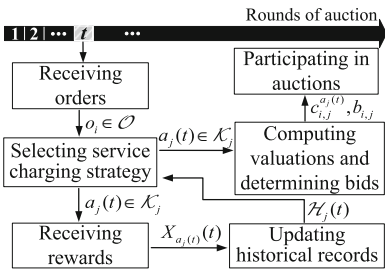 Rounds of auction
1 2 ••• t •••
Receiving
orders
Participating in
auctions
o_i ∈ 𝒪
c_{i,j}^{a_j(t)}, b_{i,j}
Selecting service
charging strategy
a_j(t) ∈ 𝒦_j
Computing
valuations and
determining bids
a_j(t) ∈ 𝒦_j
ℋ_j(t)
Receiving
rewards
X_{a_j(t)}(t)
Updating
historical records